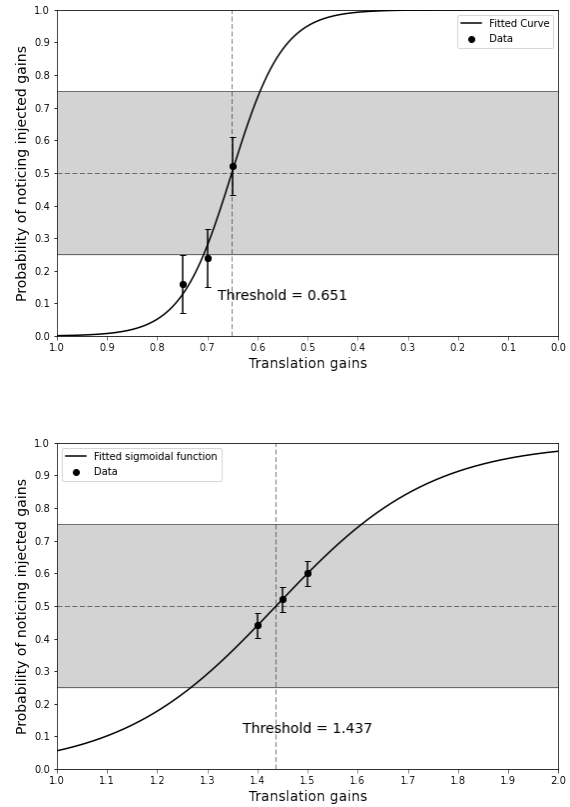 1.0
0.9
0.8
0.7
0.6
0.5
0.4
0.3
0.2
0.1
0.0
Probability of noticing injected gains
Fitted Curve
Data
Threshold = 0.651
1.0 0.9 0.8 0.7 0.6 0.5 0.4 0.3 0.2 0.1 0.0
Translation gains
1.0
0.9
0.8
0.7
0.6
0.5
0.4
0.3
0.2
0.1
0.0
Probability of noticing injected gains
Fitted sigmoidal function
Data
Threshold = 1.437
1.0 1.1 1.2 1.3 1.4 1.5 1.6 1.7 1.8 1.9 2.0
Translation gains